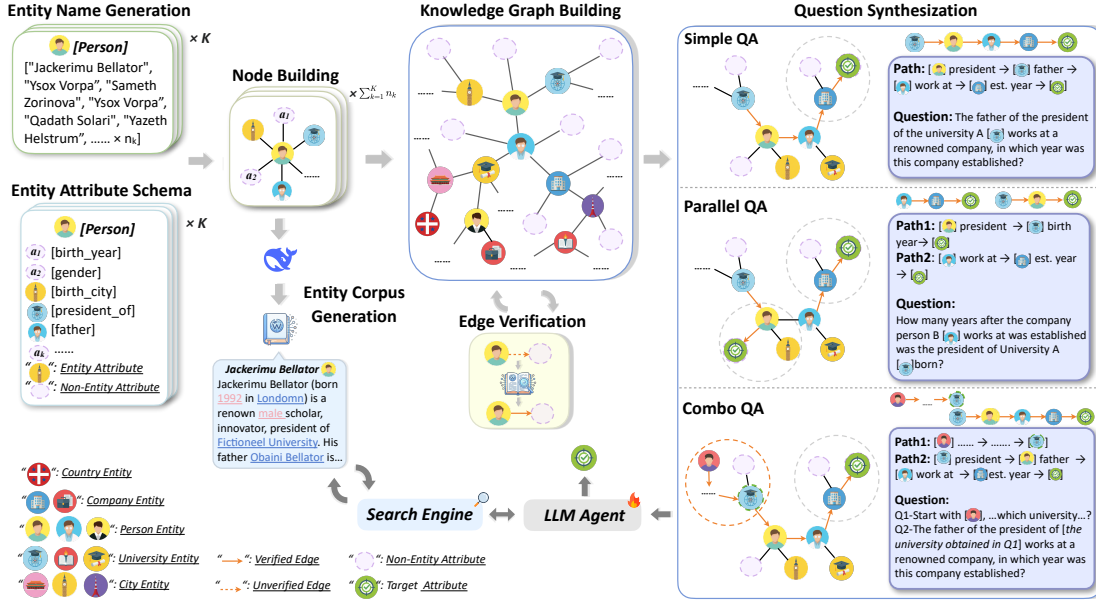 Entity Name Generation
[Person]
× K
["Jackerimu Bellator",
"Ysox Vorpa", "Sameth
Zorinova", "Ysox Vorpa",
"Qadath Solari", "Yazeth
Helstrum", ...... × nₖ]
Entity Attribute Schema
[Person]
× K
a₁ [birth_year]
a₂ [gender]
[birth_city]
[president_of]
[father]
aₖ ......
" ": Entity Attribute
" ": Non-Entity Attribute
Node Building
× ∑ᴷₖ₌₁ nₖ
a₁
a₂
......
Entity Corpus
Generation
W
Jackerimu Bellator
Jackerimu Bellator (born
1992 in Londomn) is a
renown male scholar,
innovator, president of
Fictioneel University. His
father Obaini Bellator is...
Knowledge Graph Building
......
......
......
......
......
......
......
Edge Verification
Search Engine
LLM Agent
Question Synthesization
Simple QA
......
Path: [ president → [ ] father →
[ ] work at → [ ] est. year → [ ]
Question: The father of the president
of the university A [ ] works at a
renowned company, in which year was
this company established?
Parallel QA
......
Path1: [ president → [ ] birth
year→ [ ]
Path2: [ ] work at → [ ] est. year
→ [ ]
Question:
How many years after the company
person B [ ] works at was established
was the president of University A
[ ]born?
Combo QA
......
......
Path1: [ ] ...... → ....... → [ ]
Path2: [ ] president → [ ] father →
[ ] work at → [ ] est. year → [ ]
Question:
Q1-Start with [ ], ...which university...?
Q2-The father of the president of [the
university obtained in Q1] works at a
renowned company, in which year was
this company established?
" ": Country Entity
" ": Company Entity
" ": Person Entity
" ": University Entity
" ": City Entity
" ": Verified Edge
" ": Unverified Edge
" ": Non-Entity Attribute
" ": Target Attribute